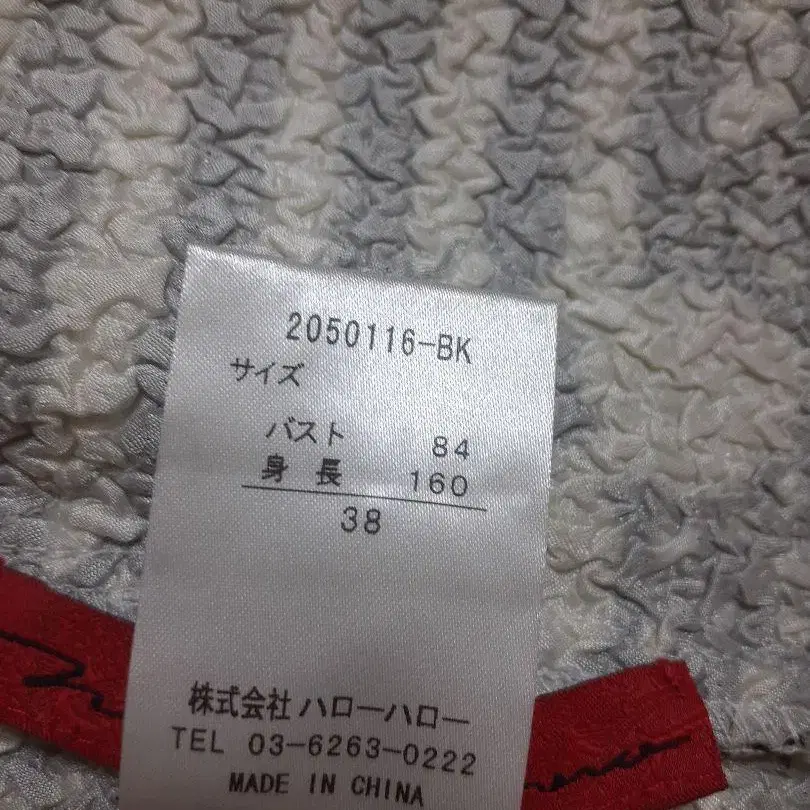 2050116-BK
サイズ
バスト 84
身長 160
38
株式会社 ハローハロー
TEL 03-6263-0222
MADE IN CHINA